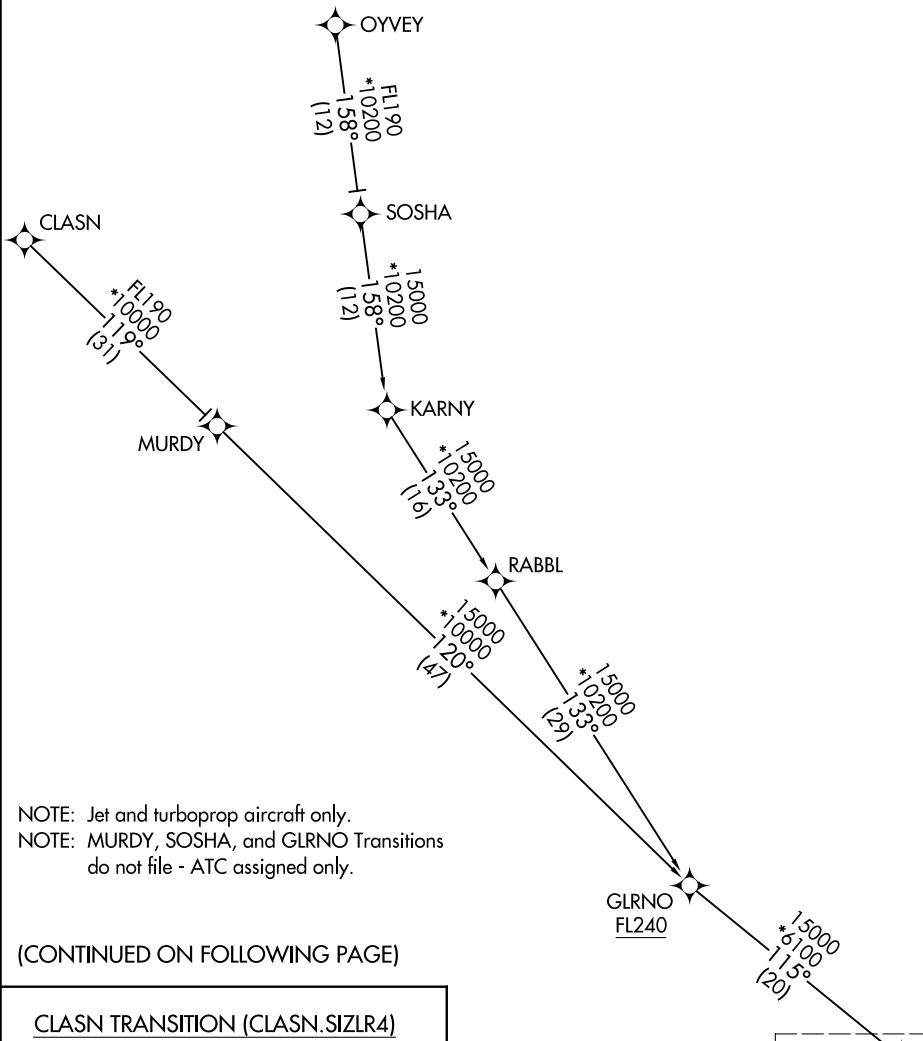 OYVEY
FL190
*10200
158°
(12)
SOSHA
CLASN
FL190
*10000
119°
(31)
15000
*10200
158°
(12)
KARNY
MURDY
15000
*10200
133°
(16)
RABBL
15000
*10000
120°
(47)
15000
*10200
133°
(29)
NOTE: Jet and turboprop aircraft only.
NOTE: MURDY, SOSHA, and GLRNO Transitions
do not file - ATC assigned only.
GLRNO
FL240
15000
*6100
115°
(20)
(CONTINUED ON FOLLOWING PAGE)
CLASN TRANSITION (CLASN.SIZLR4)